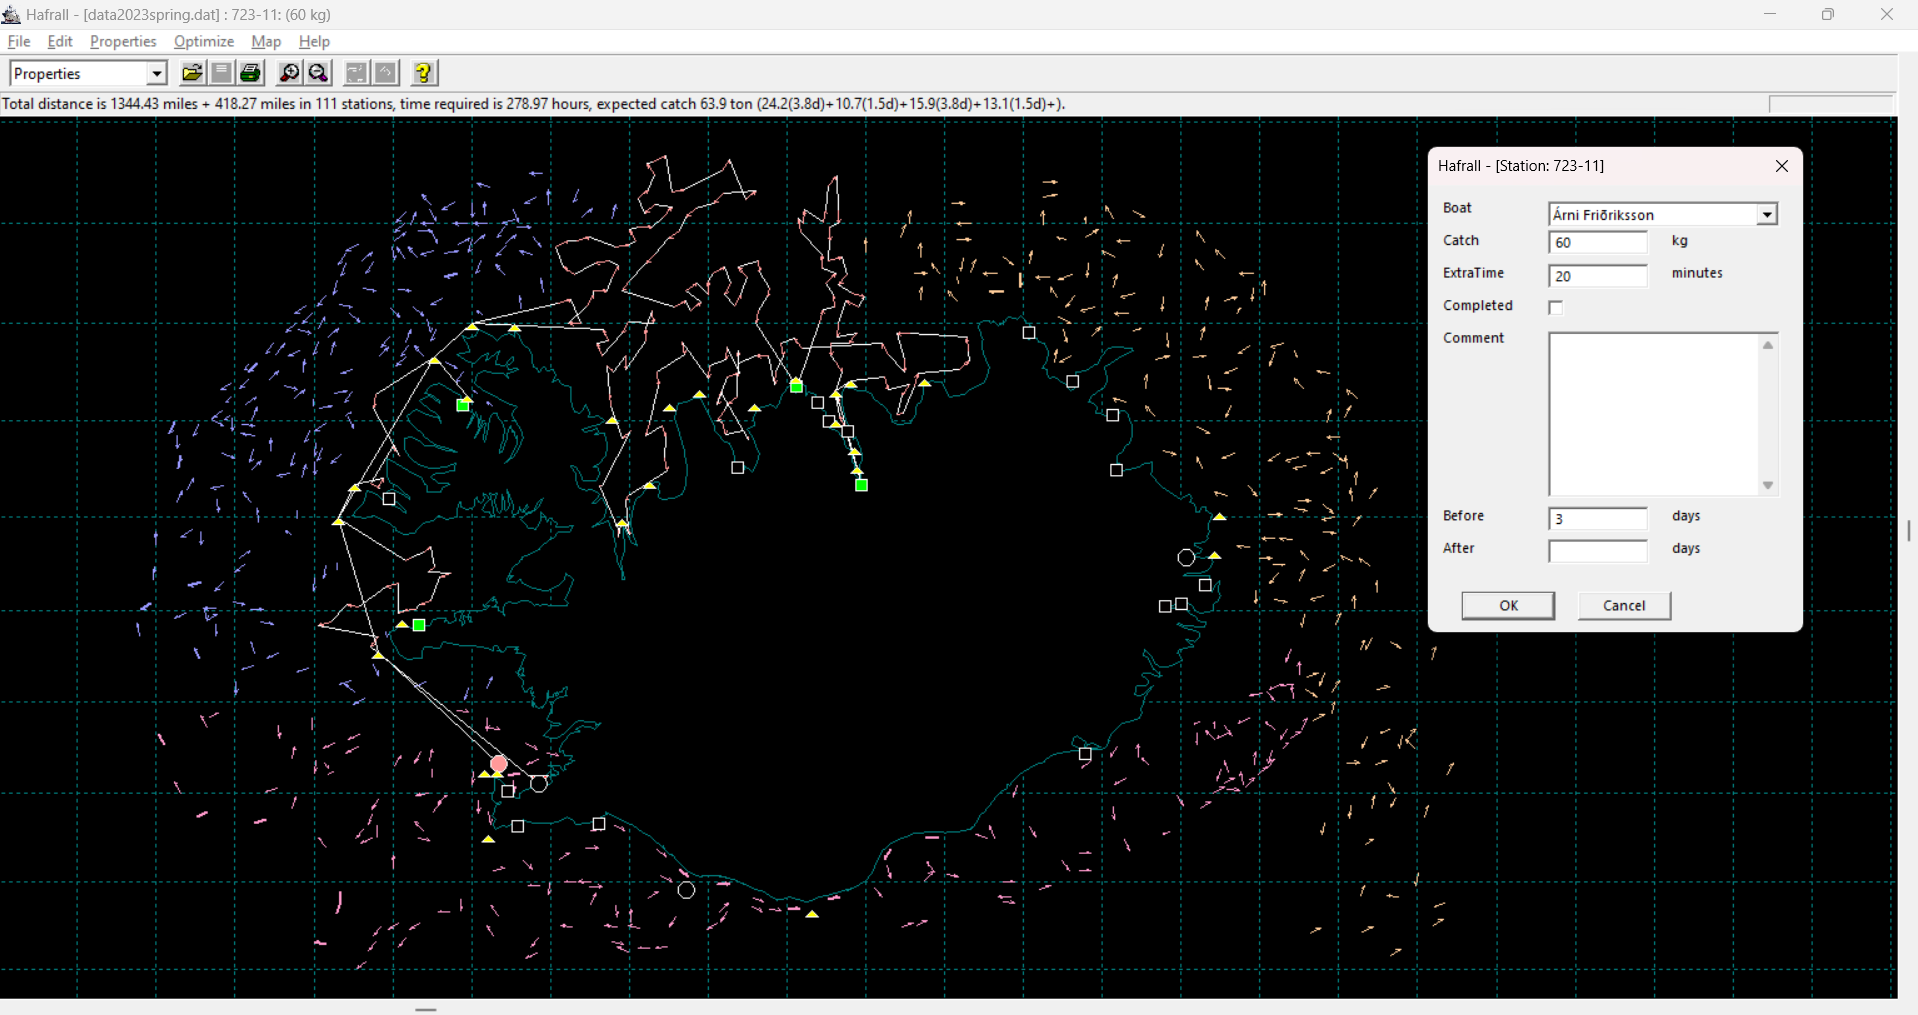 Hafrall - [data2023spring.dat] : 723-11: (60 kg)
File Edit Properties Optimize Map Help
Properties
Total distance is 1344.43 miles + 418.27 miles in 111 stations, time required is 278.97 hours, expected catch 63.9 ton (24.2(3.8d)+10.7(1.5d)+15.9(3.8d)+13.1(1.5d)+).
Hafrall - [Station: 723-11]
Boat Árni Friðriksson
Catch 60 kg
ExtraTime 20 minutes
Completed
Comment
Before 3 days
After days
OK Cancel